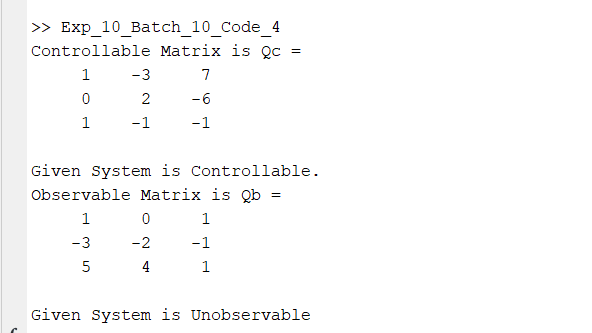 >> Exp_10_Batch_10_Code_4
Controllable Matrix is Qc =
1 -3 7
0 2 -6
1 -1 -1
Given System is Controllable.
Observable Matrix is Qb =
1 0 1
-3 -2 -1
5 4 1
Given System is Unobservable